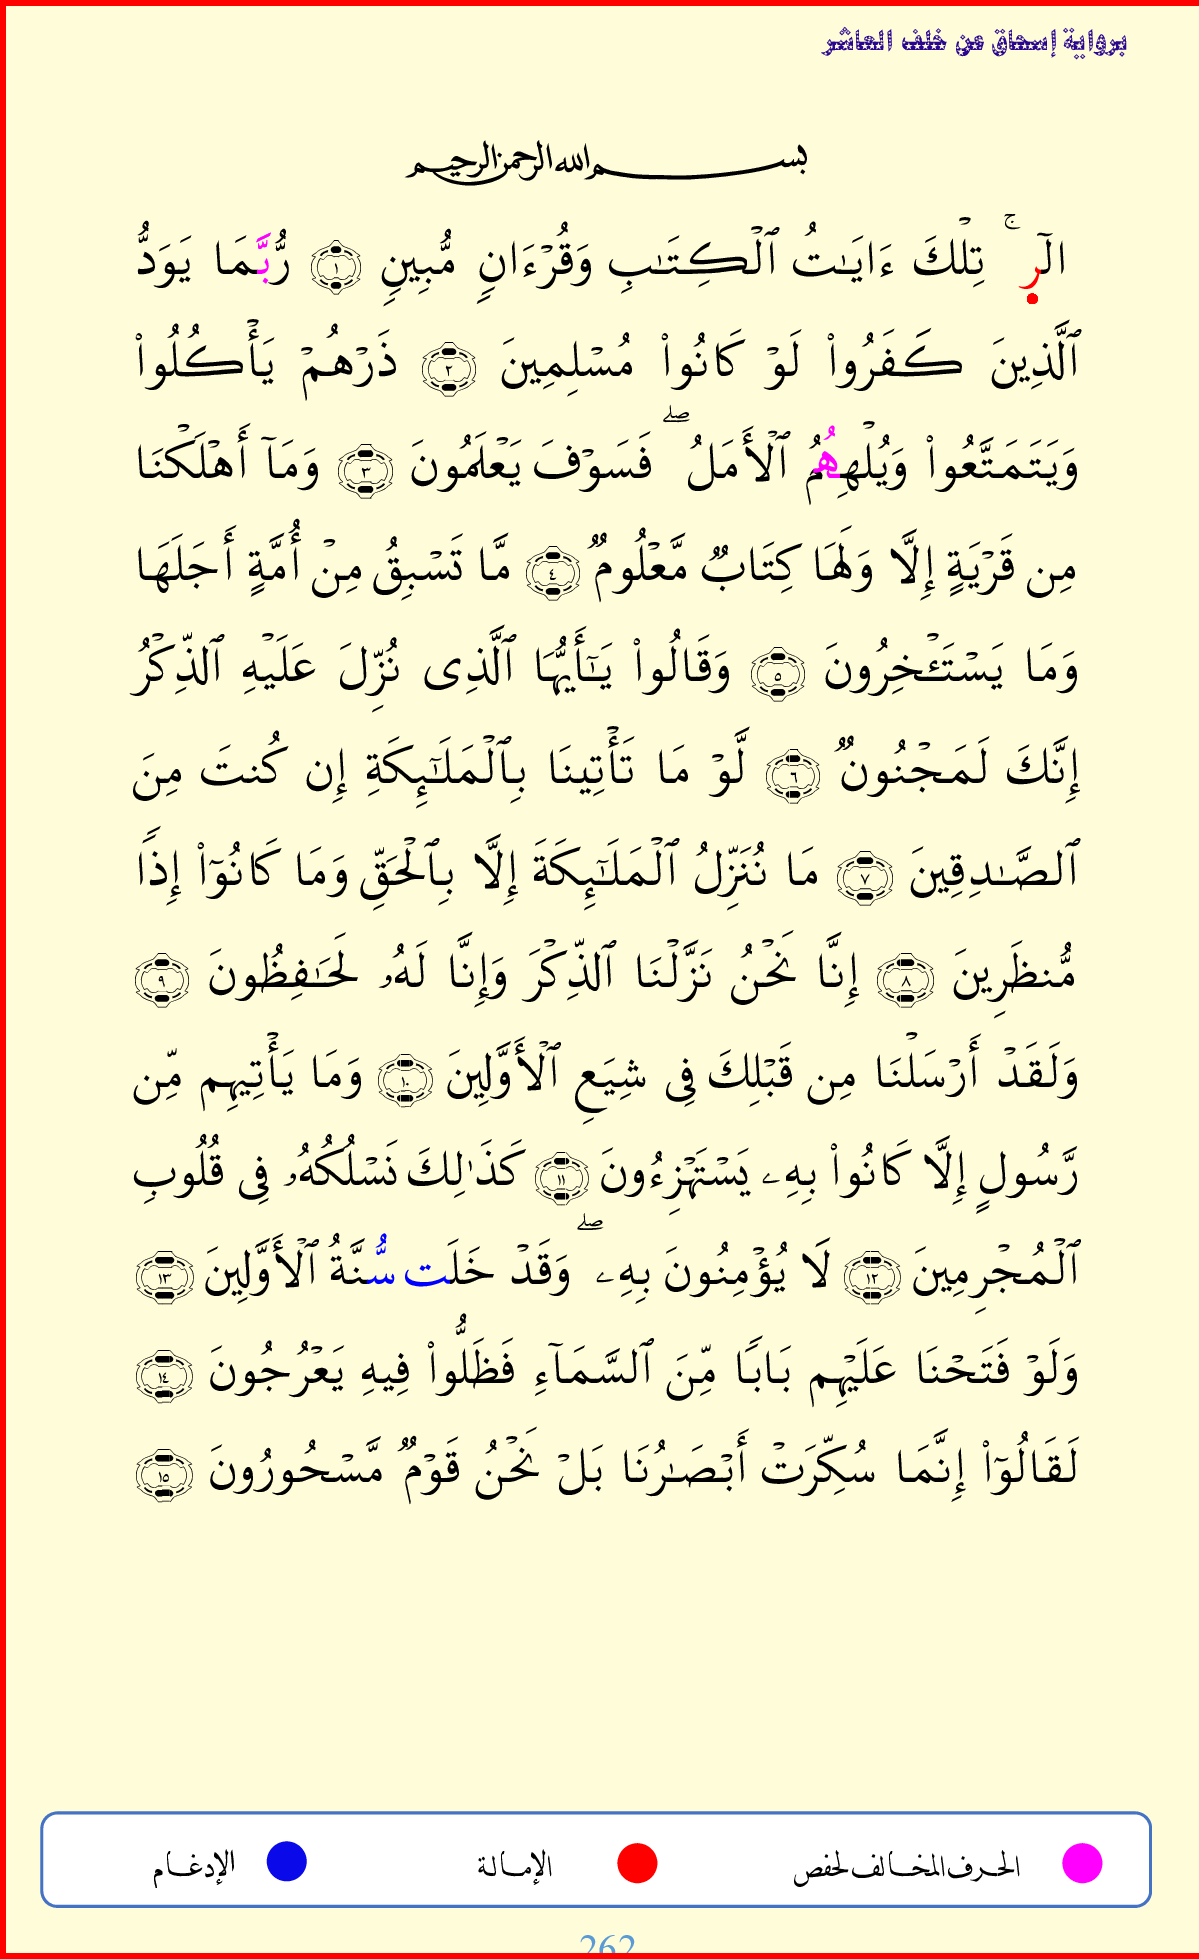 برواية إسحاق عن خلف العاشر
بسم الله الرحمن الرحيم
الٓرۚ تِلْكَ ءَايَـٰتُ ٱلْكِتَـٰبِ وَقُرْءَانٍ مُّبِينٍ ١ رُّبَّمَا يَوَدُّ
ٱلَّذِينَ كَفَرُوا۟ لَوْ كَانُوا۟ مُسْلِمِينَ ٢ ذَرْهُمْ يَأْكُلُوا۟
وَيَتَمَتَّعُوا۟ وَيُلْهِهُمُ ٱلْأَمَلُ ۖ فَسَوْفَ يَعْلَمُونَ ٣ وَمَآ أَهْلَكْنَا
مِن قَرْيَةٍ إِلَّا وَلَهَا كِتَابٌ مَّعْلُومٌ ٤ مَّا تَسْبِقُ مِنْ أُمَّةٍ أَجَلَهَا
وَمَا يَسْتَـْٔخِرُونَ ٥ وَقَالُوا۟ يَـٰٓأَيُّهَا ٱلَّذِى نُزِّلَ عَلَيْهِ ٱلذِّكْرُ
إِنَّكَ لَمَجْنُونٌ ٦ لَّوْ مَا تَأْتِينَا بِٱلْمَلَـٰٓئِكَةِ إِن كُنتَ مِنَ
ٱلصَّـٰدِقِينَ ٧ مَا نُنَزِّلُ ٱلْمَلَـٰٓئِكَةَ إِلَّا بِٱلْحَقِّ وَمَا كَانُوٓا۟ إِذًا
مُّنظَرِينَ ٨ إِنَّا نَحْنُ نَزَّلْنَا ٱلذِّكْرَ وَإِنَّا لَهُۥ لَحَـٰفِظُونَ ٩
وَلَقَدْ أَرْسَلْنَا مِن قَبْلِكَ فِى شِيَعِ ٱلْأَوَّلِينَ ١٠ وَمَا يَأْتِيهِم مِّن
رَّسُولٍ إِلَّا كَانُوا۟ بِهِۦ يَسْتَهْزِءُونَ ١١ كَذَٰلِكَ نَسْلُكُهُۥ فِى قُلُوبِ
ٱلْمُجْرِمِينَ ١٢ لَا يُؤْمِنُونَ بِهِۦ ۖ وَقَدْ خَلَت سُّنَّةُ ٱلْأَوَّلِينَ ١٣
وَلَوْ فَتَحْنَا عَلَيْهِم بَابًا مِّنَ ٱلسَّمَآءِ فَظَلُّوا۟ فِيهِ يَعْرُجُونَ ١٤
لَقَالُوٓا۟ إِنَّمَا سُكِّرَتْ أَبْصَـٰرُنَا بَلْ نَحْنُ قَوْمٌ مَّسْحُورُونَ ١٥
الحرف المخالف لحفص الإمالة الإدغام
262